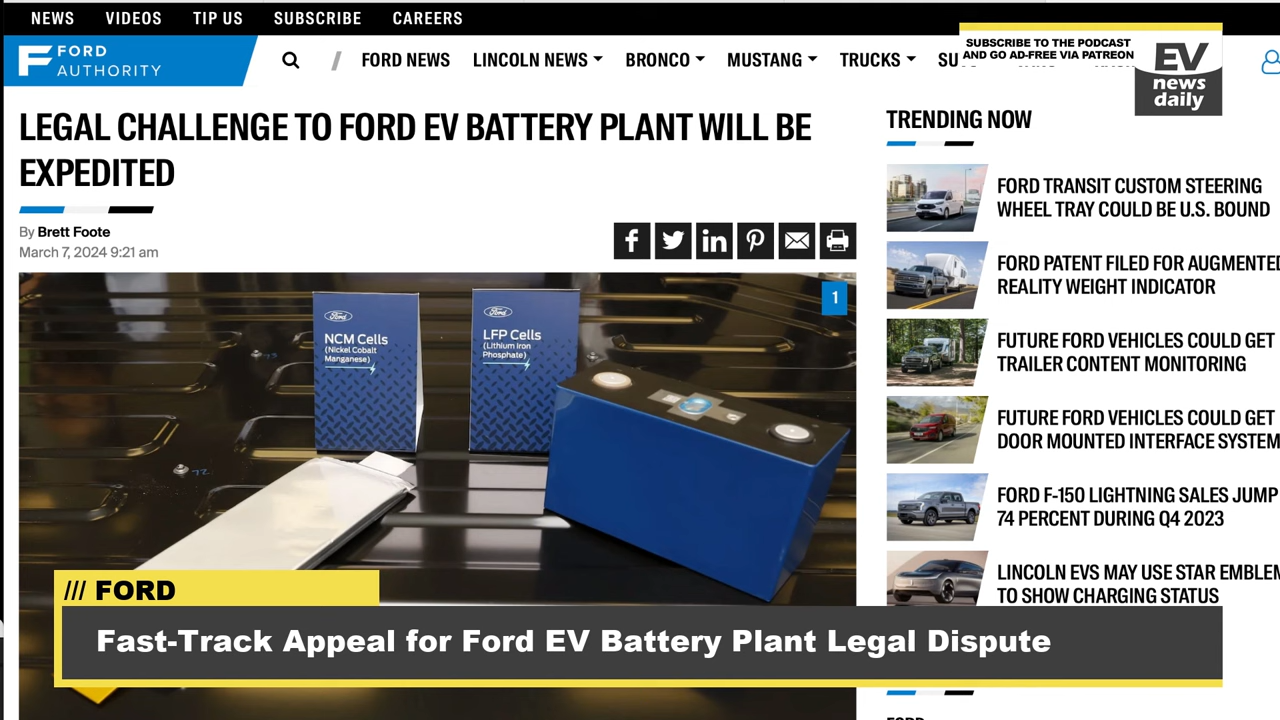 NEWS VIDEOS TIP US SUBSCRIBE CAREERS
FORD
AUTHORITY
/ FORD NEWS LINCOLN NEWS BRONCO MUSTANG TRUCKS
SUBSCRIBE TO THE PODCAST
AND GO AD-FREE VIA PATREON
EV
news
daily
LEGAL CHALLENGE TO FORD EV BATTERY PLANT WILL BE
EXPEDITED
By Brett Foote
March 7, 2024 9:21 am
1
Ford
NCM Cells
(Nickel Cobalt
Manganese)
Ford
LFP Cells
(Lithium Iron
Phosphate)
TRENDING NOW
FORD TRANSIT CUSTOM STEERING
WHEEL TRAY COULD BE U.S. BOUND
FORD PATENT FILED FOR AUGMENTED
REALITY WEIGHT INDICATOR
FUTURE FORD VEHICLES COULD GET
TRAILER CONTENT MONITORING
FUTURE FORD VEHICLES COULD GET
DOOR MOUNTED INTERFACE SYSTEM
FORD F-150 LIGHTNING SALES JUMP
74 PERCENT DURING Q4 2023
LINCOLN EVS MAY USE STAR EMBLEM
TO SHOW CHARGING STATUS
/// FORD
Fast-Track Appeal for Ford EV Battery Plant Legal Dispute